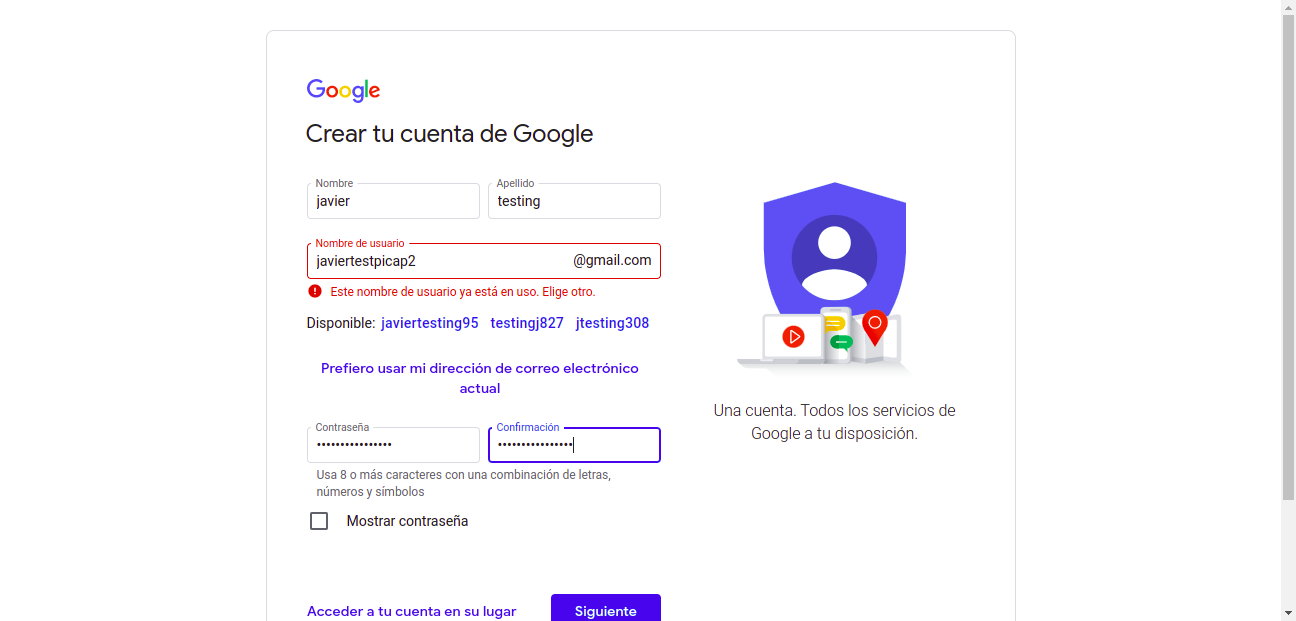 Google
Crear tu cuenta de Google
Nombre
javier
Apellido
testing
Nombre de usuario
javiertestpicap2
@gmail.com
Este nombre de usuario ya está en uso. Elige otro.
Disponible: javiertesting95 testingj827 jtesting308
Prefiero usar mi dirección de correo electrónico
actual
Contraseña
••••••••••••••••
Confirmación
••••••••••••••••
Usa 8 o más caracteres con una combinación de letras,
números y símbolos
Mostrar contraseña
Acceder a tu cuenta en su lugar
Siguiente
Una cuenta. Todos los servicios de
Google a tu disposición.